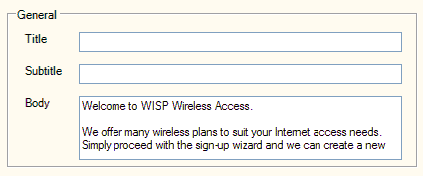 General
Title
Subtitle
Body
Welcome to WISP Wireless Access.
We offer many wireless plans to suit your Internet access needs.
Simply proceed with the sign-up wizard and we can create a new